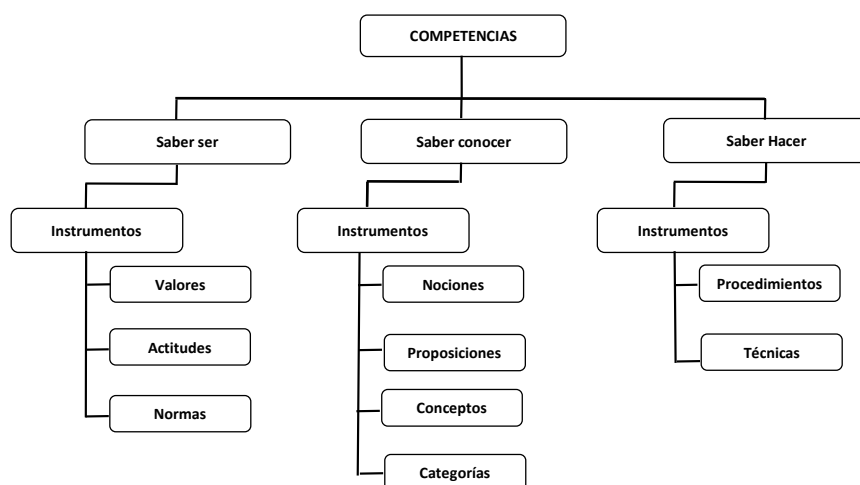 COMPETENCIAS
Saber ser
Saber conocer
Saber Hacer
Instrumentos
Instrumentos
Instrumentos
Valores
Actitudes
Normas
Nociones
Proposiciones
Conceptos
Categorías
Procedimientos
Técnicas